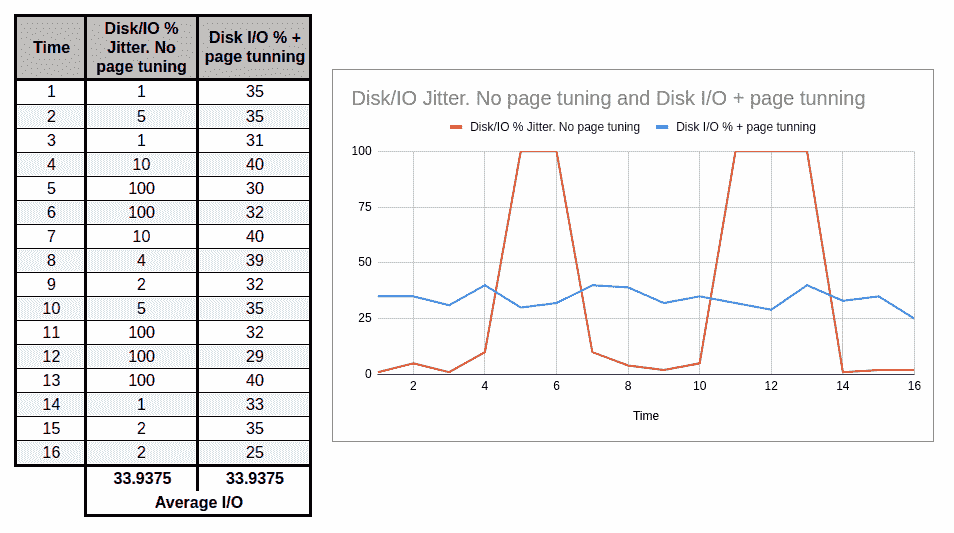 Time
Disk/IO %
Jitter. No
page tuning
Disk I/O % +
page tunning
1 1 35
2 5 35
3 1 31
4 10 40
5 100 30
6 100 32
7 10 40
8 4 39
9 2 32
10 5 35
11 100 32
12 100 29
13 100 40
14 1 33
15 2 35
16 2 25
33.9375 33.9375
Average I/O
Disk/IO Jitter. No page tuning and Disk I/O + page tunning
Disk/IO % Jitter. No page tuning Disk I/O % + page tunning
100
75
50
25
0
2 4 6 8 10 12 14 16
Time